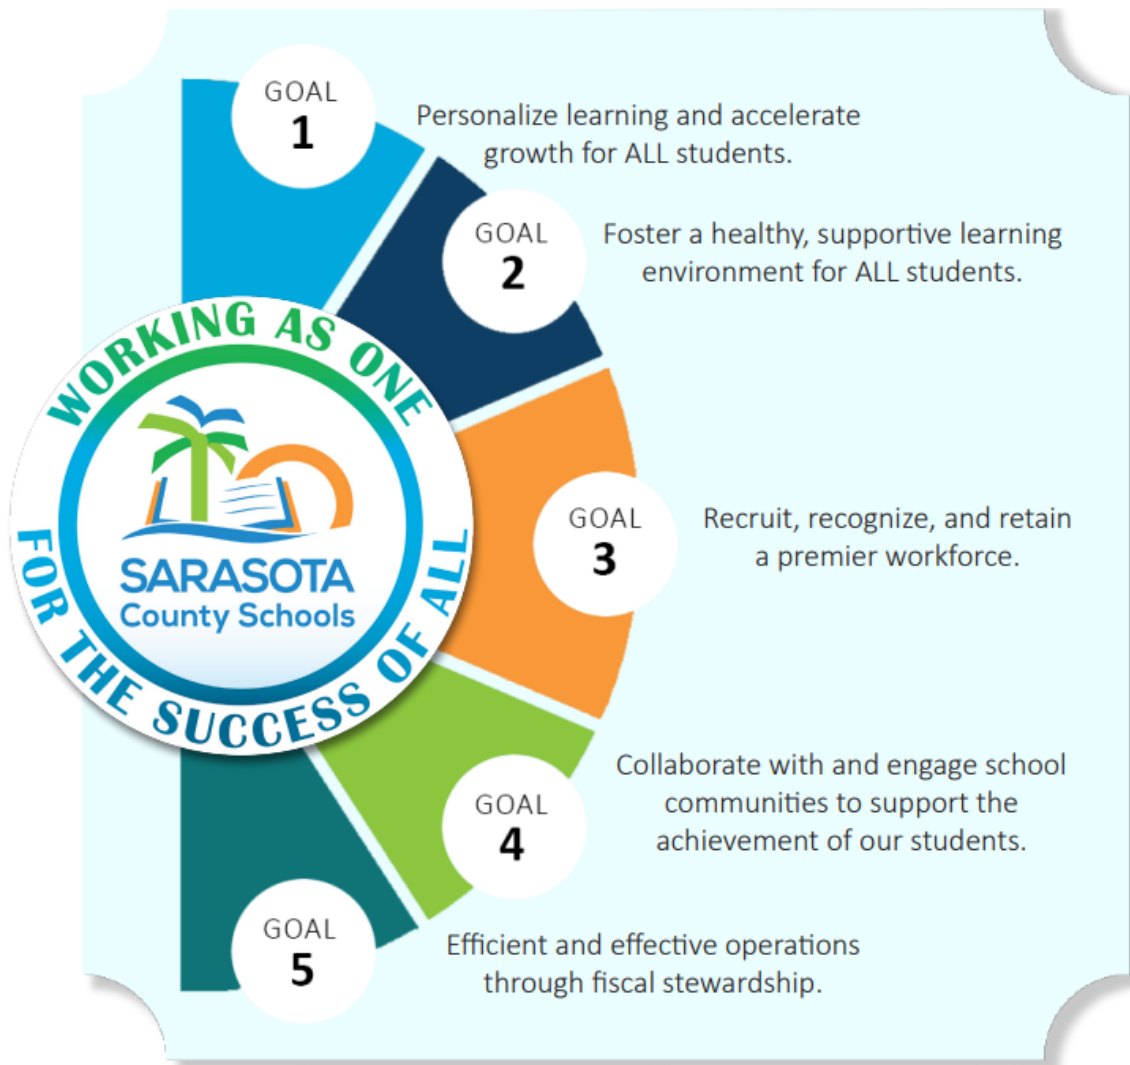 GOAL
1
Personalize learning and accelerate
growth for ALL students.
GOAL
2
Foster a healthy, supportive learning
environment for ALL students.
WORKING AS ONE
SARASOTA
County Schools
FOR THE SUCCESS OF ALL
GOAL
3
Recruit, recognize, and retain
a premier workforce.
GOAL
4
Collaborate with and engage school
communities to support the
achievement of our students.
GOAL
5
Efficient and effective operations
through fiscal stewardship.